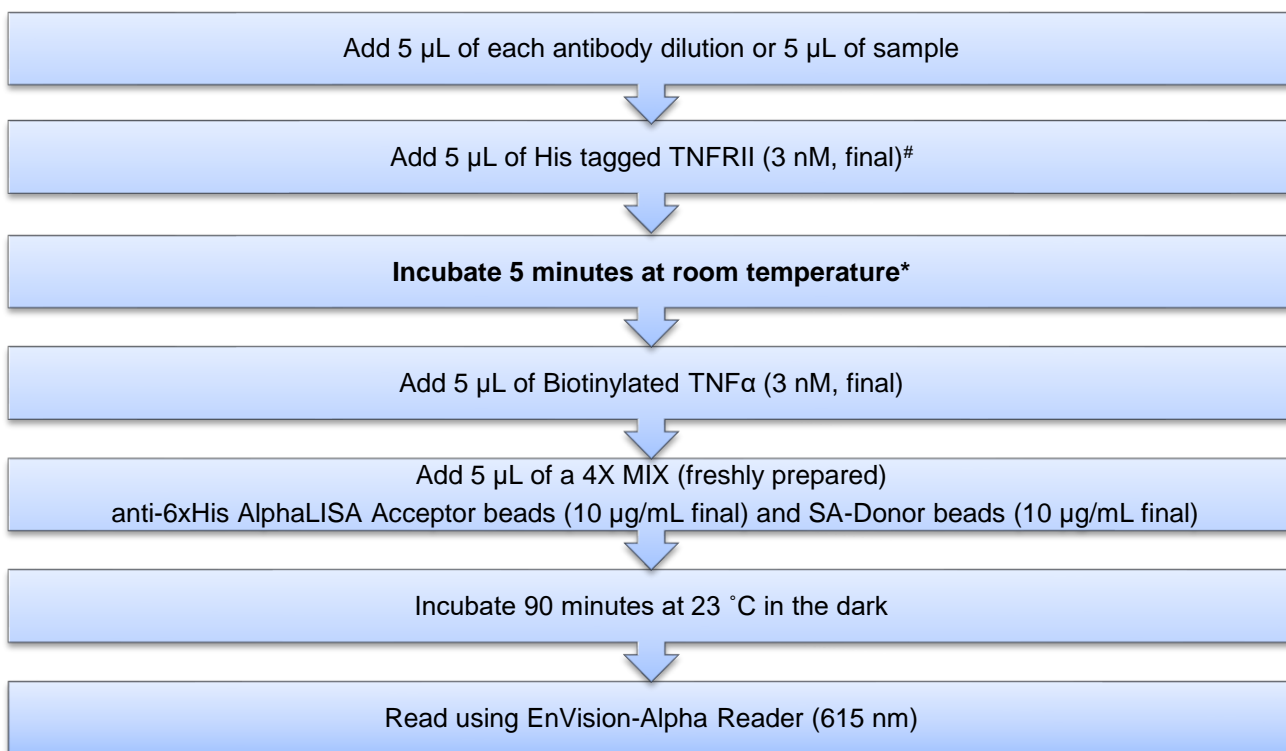 Add 5 µL of each antibody dilution or 5 µL of sample
Add 5 µL of His tagged TNFRII (3 nM, final)#
Incubate 5 minutes at room temperature*
Add 5 µL of Biotinylated TNFα (3 nM, final)
Add 5 µL of a 4X MIX (freshly prepared)
anti-6xHis AlphaLISA Acceptor beads (10 µg/mL final) and SA-Donor beads (10 µg/mL final)
Incubate 90 minutes at 23 ˚C in the dark
Read using EnVision-Alpha Reader (615 nm)